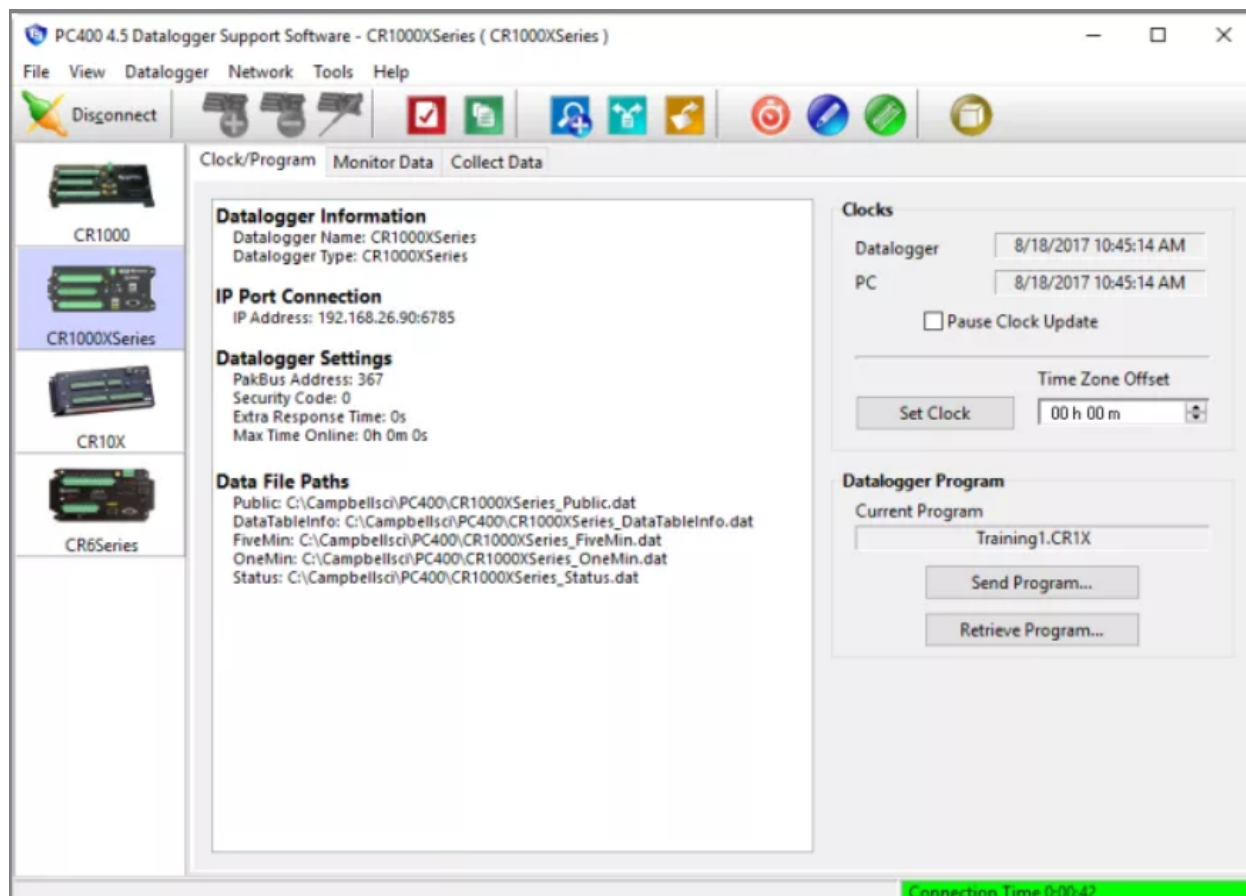 PC400 4.5 Datalogger Support Software - CR1000XSeries ( CR1000XSeries )
File View Datalogger Network Tools Help
Disconnect
CR1000
CR1000XSeries
CR10X
CR6Series
Clock/Program Monitor Data Collect Data
Datalogger Information
Datalogger Name: CR1000XSeries
Datalogger Type: CR1000XSeries
IP Port Connection
IP Address: 192.168.26.90:6785
Datalogger Settings
PakBus Address: 367
Security Code: 0
Extra Response Time: 0s
Max Time Online: 0h 0m 0s
Data File Paths
Public: C:\Campbellsci\PC400\CR1000XSeries_Public.dat
DataTableInfo: C:\Campbellsci\PC400\CR1000XSeries_DataTableInfo.dat
FiveMin: C:\Campbellsci\PC400\CR1000XSeries_FiveMin.dat
OneMin: C:\Campbellsci\PC400\CR1000XSeries_OneMin.dat
Status: C:\Campbellsci\PC400\CR1000XSeries_Status.dat
Clocks
Datalogger 8/18/2017 10:45:14 AM
PC 8/18/2017 10:45:14 AM
Pause Clock Update
Time Zone Offset
Set Clock 00 h 00 m
Datalogger Program
Current Program
Training1.CR1X
Send Program...
Retrieve Program...
Connection Time 0:00:42